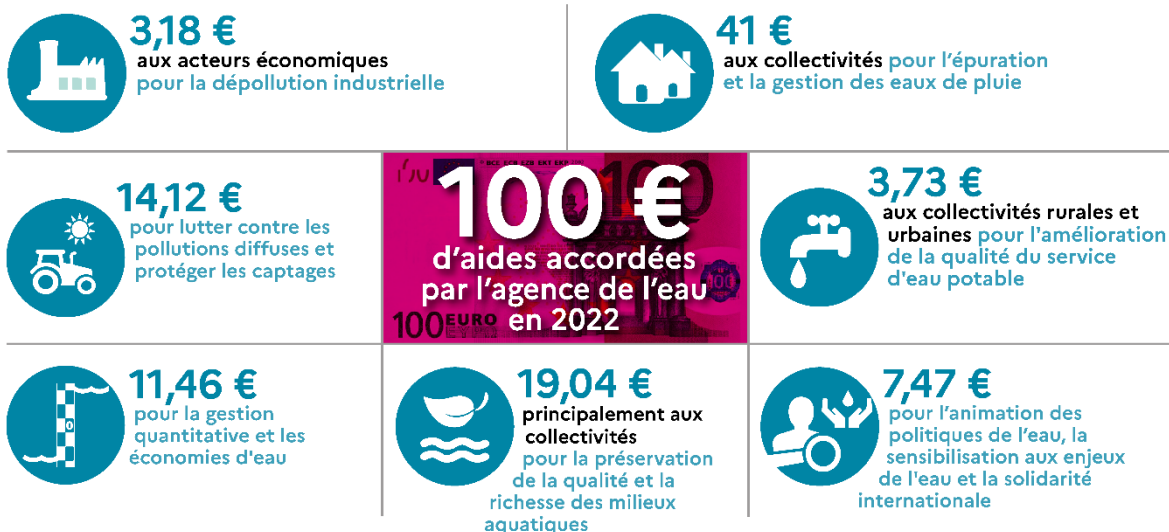 3,18 €
aux acteurs économiques
pour la dépollution industrielle
41 €
aux collectivités pour l'épuration
et la gestion des eaux de pluie
14,12 €
pour lutter contre les
pollutions diffuses et
protéger les captages
100 €
d'aides accordées
par l'agence de l'eau
en 2022
100 EURO
100
3,73 €
aux collectivités rurales et
urbaines pour l'amélioration
de la qualité du service
d'eau potable
11,46 €
pour la gestion
quantitative et les
économies d'eau
19,04 €
principalement aux
collectivités
pour la préservation
de la qualité et la
richesse des milieux
aquatiques
7,47 €
pour l'animation des
politiques de l'eau, la
sensibilisation aux enjeux
de l'eau et la solidarité
internationale